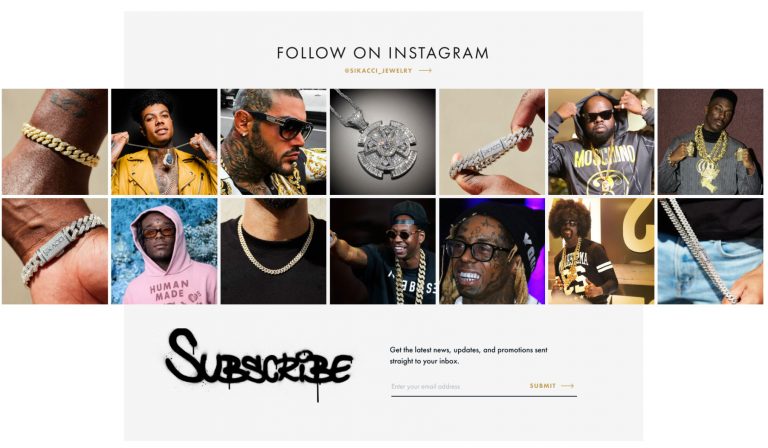 FOLLOW ON INSTAGRAM
@SIKACCI_JEWELRY
MOSCHINO
HUMAN
MADE
SUBSCRIBE
Get the latest news, updates, and promotions sent
straight to your inbox.
Enter your email address
SUBMIT